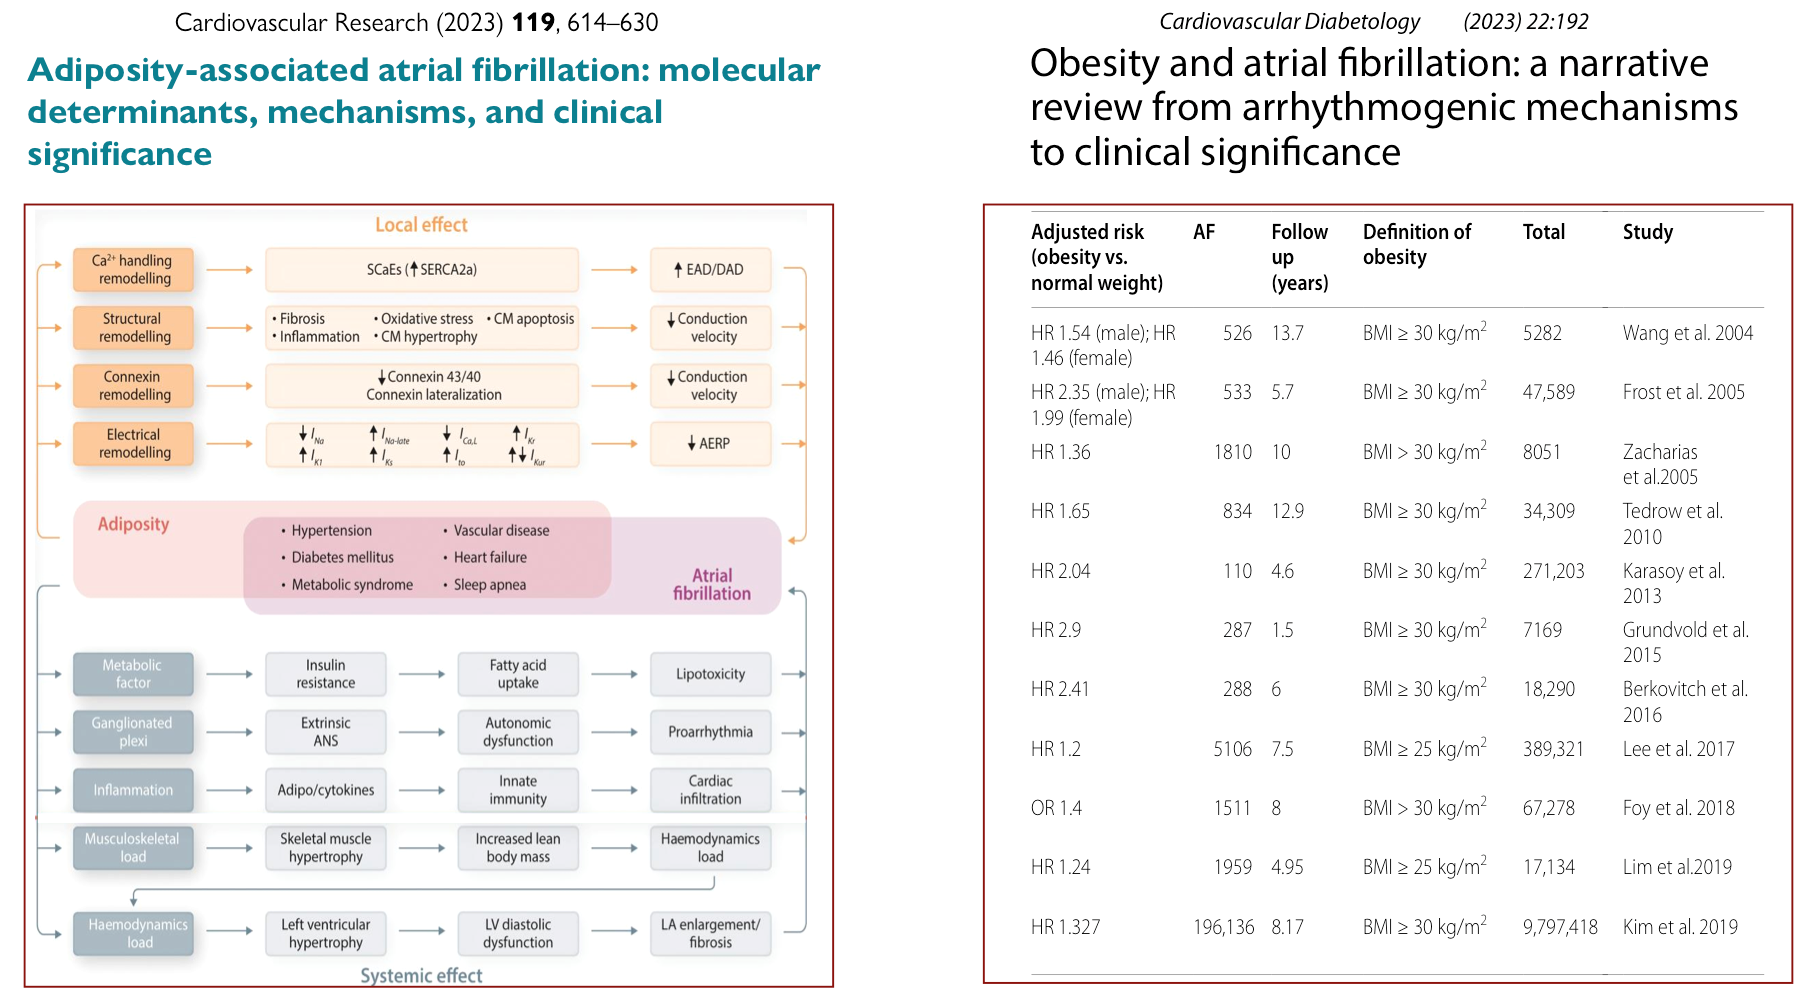 Cardiovascular Research (2023) 119, 614–630
Adiposity-associated atrial fibrillation: molecular
determinants, mechanisms, and clinical
significance
Local effect
Ca²⁺ handling
remodelling
SCaEs (↑SERCA2a)
↑ EAD/DAD
Structural
remodelling
• Fibrosis • Oxidative stress • CM apoptosis
• Inflammation • CM hypertrophy
↓ Conduction
velocity
Connexin
remodelling
↓Connexin 43/40
Connexin lateralization
↓ Conduction
velocity
Electrical
remodelling
↓ I_Na ↑ I_Na-late ↓ I_Ca,L ↑ I_Kr
↑ I_K1 ↑ I_Ks ↑ I_to ↑↓ I_Kur
↓ AERP
Adiposity
• Hypertension • Vascular disease
• Diabetes mellitus • Heart failure
• Metabolic syndrome • Sleep apnea
Atrial
fibrillation
Metabolic
factor
Insulin
resistance
Fatty acid
uptake
Lipotoxicity
Ganglionated
plexi
Extrinsic
ANS
Autonomic
dysfunction
Proarrhythmia
Inflammation
Adipo/cytokines
Innate
immunity
Cardiac
infiltration
Musculoskeletal
load
Skeletal muscle
hypertrophy
Increased lean
body mass
Haemodynamics
load
Haemodynamics
load
Left ventricular
hypertrophy
LV diastolic
dysfunction
LA enlargement/
fibrosis
Systemic effect
Cardiovascular Diabetology (2023) 22:192
Obesity and atrial fibrillation: a narrative
review from arrhythmogenic mechanisms
to clinical significance
Adjusted risk AF Follow Definition of Total Study
(obesity vs. up obesity
normal weight) (years)
HR 1.54 (male); HR 526 13.7 BMI ≥ 30 kg/m² 5282 Wang et al. 2004
1.46 (female)
HR 2.35 (male); HR 533 5.7 BMI ≥ 30 kg/m² 47,589 Frost et al. 2005
1.99 (female)
HR 1.36 1810 10 BMI > 30 kg/m² 8051 Zacharias
et al.2005
HR 1.65 834 12.9 BMI ≥ 30 kg/m² 34,309 Tedrow et al.
2010
HR 2.04 110 4.6 BMI ≥ 30 kg/m² 271,203 Karasoy et al.
2013
HR 2.9 287 1.5 BMI ≥ 30 kg/m² 7169 Grundvold et al.
2015
HR 2.41 288 6 BMI ≥ 30 kg/m² 18,290 Berkovitch et al.
2016
HR 1.2 5106 7.5 BMI ≥ 25 kg/m² 389,321 Lee et al. 2017
OR 1.4 1511 8 BMI > 30 kg/m² 67,278 Foy et al. 2018
HR 1.24 1959 4.95 BMI ≥ 25 kg/m² 17,134 Lim et al.2019
HR 1.327 196,136 8.17 BMI ≥ 30 kg/m² 9,797,418 Kim et al. 2019